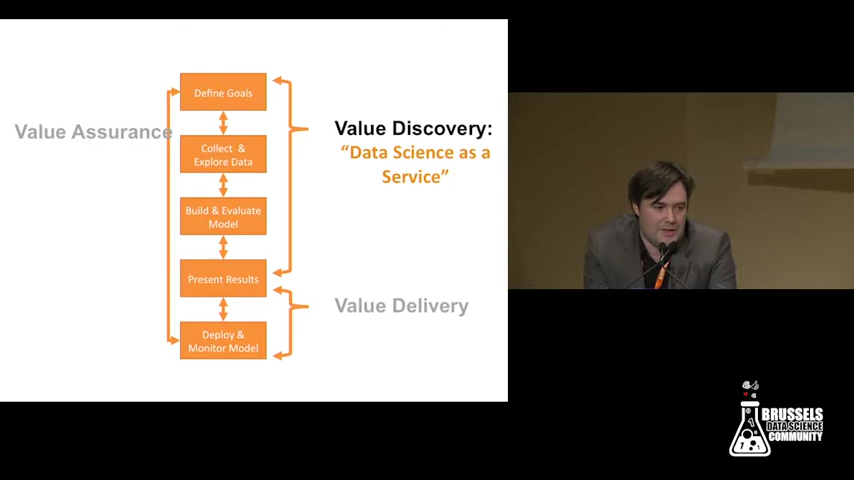 Define Goals
Value Assurance
Collect &
Explore Data
Build & Evaluate
Model
Present Results
Deploy &
Monitor Model
Value Discovery:
“Data Science as a
Service”
Value Delivery
BRUSSELS
DATA SCIENCE
COMMUNITY